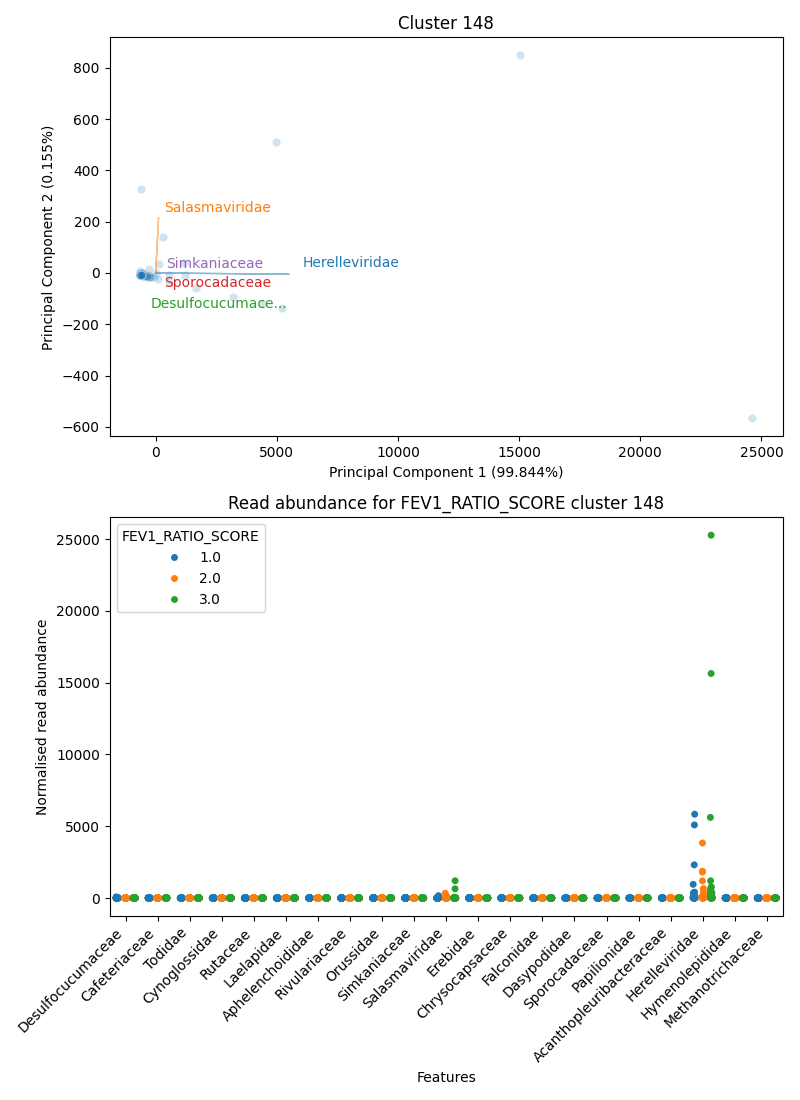 Cluster 148
800
600
400
200
0
−200
−400
−600
Principal Component 2 (0.155%)
Salasmaviridae
Simkaniaceae
Herelleviridae
Sporocadaceae
Desulfocucumace...
0
5000
10000
15000
20000
25000
Principal Component 1 (99.844%)
Read abundance for FEV1_RATIO_SCORE cluster 148
FEV1_RATIO_SCORE
1.0
2.0
3.0
25000
20000
15000
10000
5000
0
Normalised read abundance
Desulfocucumaceae
Cafeteriaceae
Todidae
Cynoglossidae
Rutaceae
Laelapidae
Aphelenchoididae
Rivulariaceae
Orussidae
Simkaniaceae
Salasmaviridae
Erebidae
Chrysocapsaceae
Falconidae
Dasypodidae
Sporocadaceae
Papilionidae
Acanthopleuribacteraceae
Herelleviridae
Hymenolepididae
Methanotrichaceae
Features